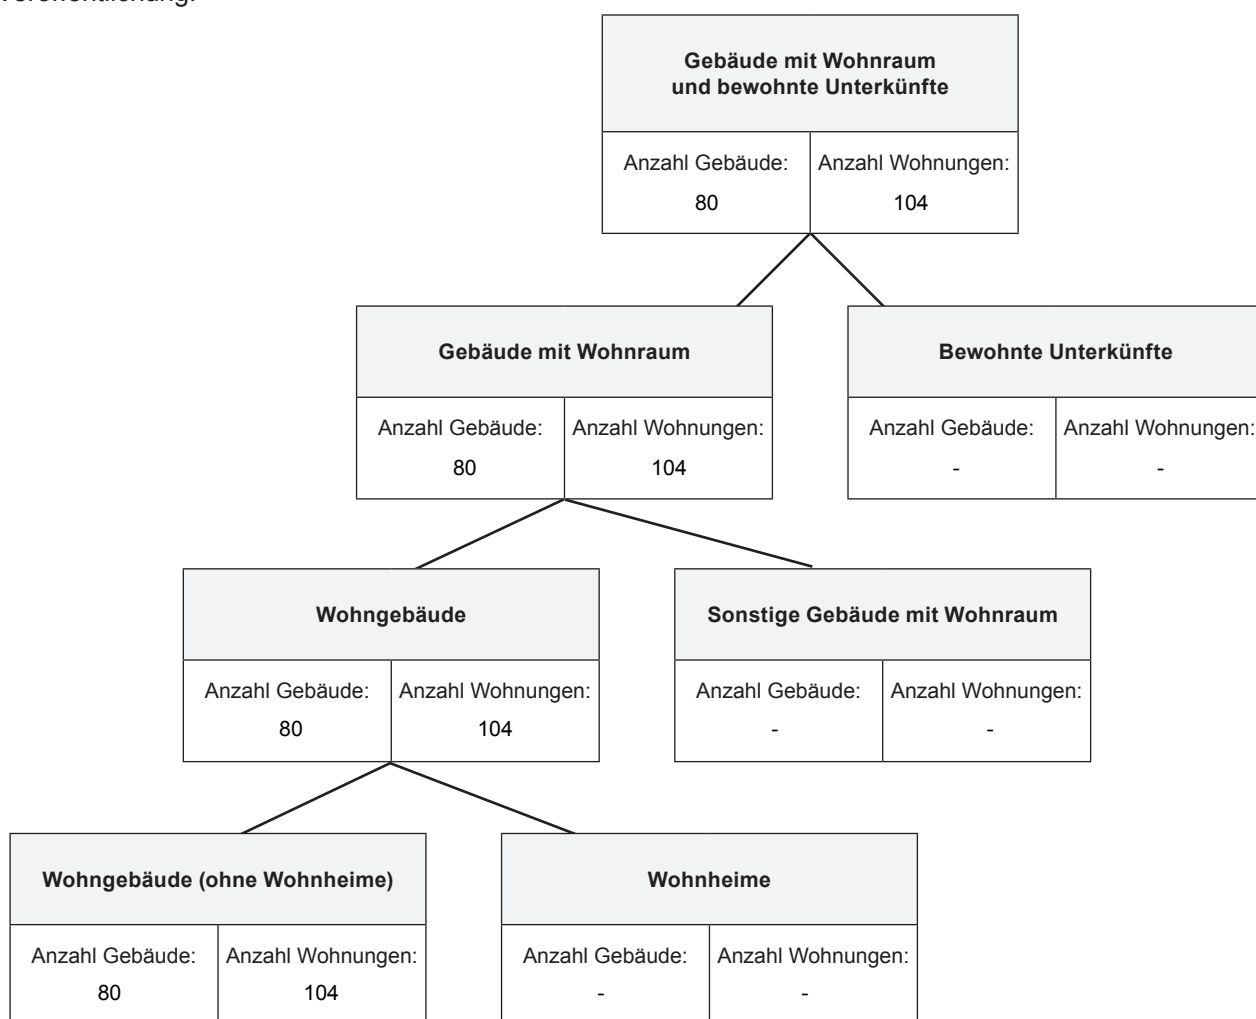 Veröffentlichung.
Gebäude mit Wohnraum
und bewohnte Unterkünfte
Anzahl Gebäude: Anzahl Wohnungen:
80 104
Gebäude mit Wohnraum Bewohnte Unterkünfte
Anzahl Gebäude: Anzahl Wohnungen: Anzahl Gebäude: Anzahl Wohnungen:
80 104 - -
Wohngebäude Sonstige Gebäude mit Wohnraum
Anzahl Gebäude: Anzahl Wohnungen: Anzahl Gebäude: Anzahl Wohnungen:
80 104 - -
Wohngebäude (ohne Wohnheime) Wohnheime
Anzahl Gebäude: Anzahl Wohnungen: Anzahl Gebäude: Anzahl Wohnungen:
80 104 - -